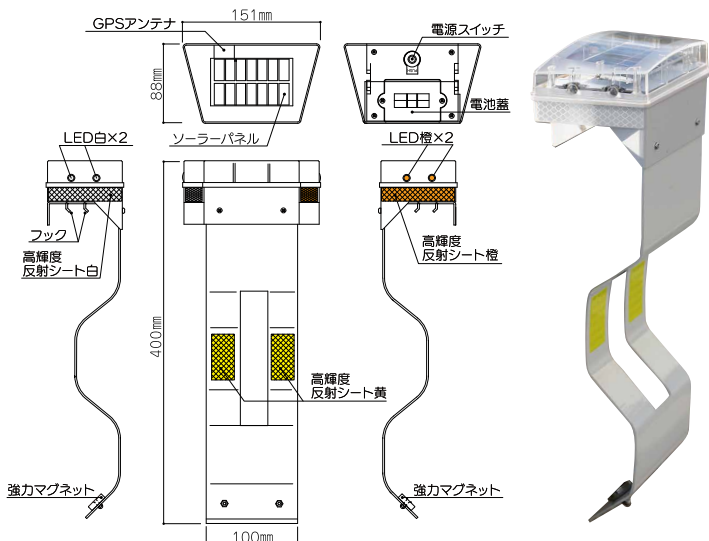 151mm
GPSアンテナ
88mm
ソーラーパネル
電源スイッチ
電池蓋
LED白×2
フック
高輝度
反射シート白
400mm
LED橙×2
高輝度
反射シート橙
高輝度
反射シート黄
強力マグネット
強力マグネット
100mm